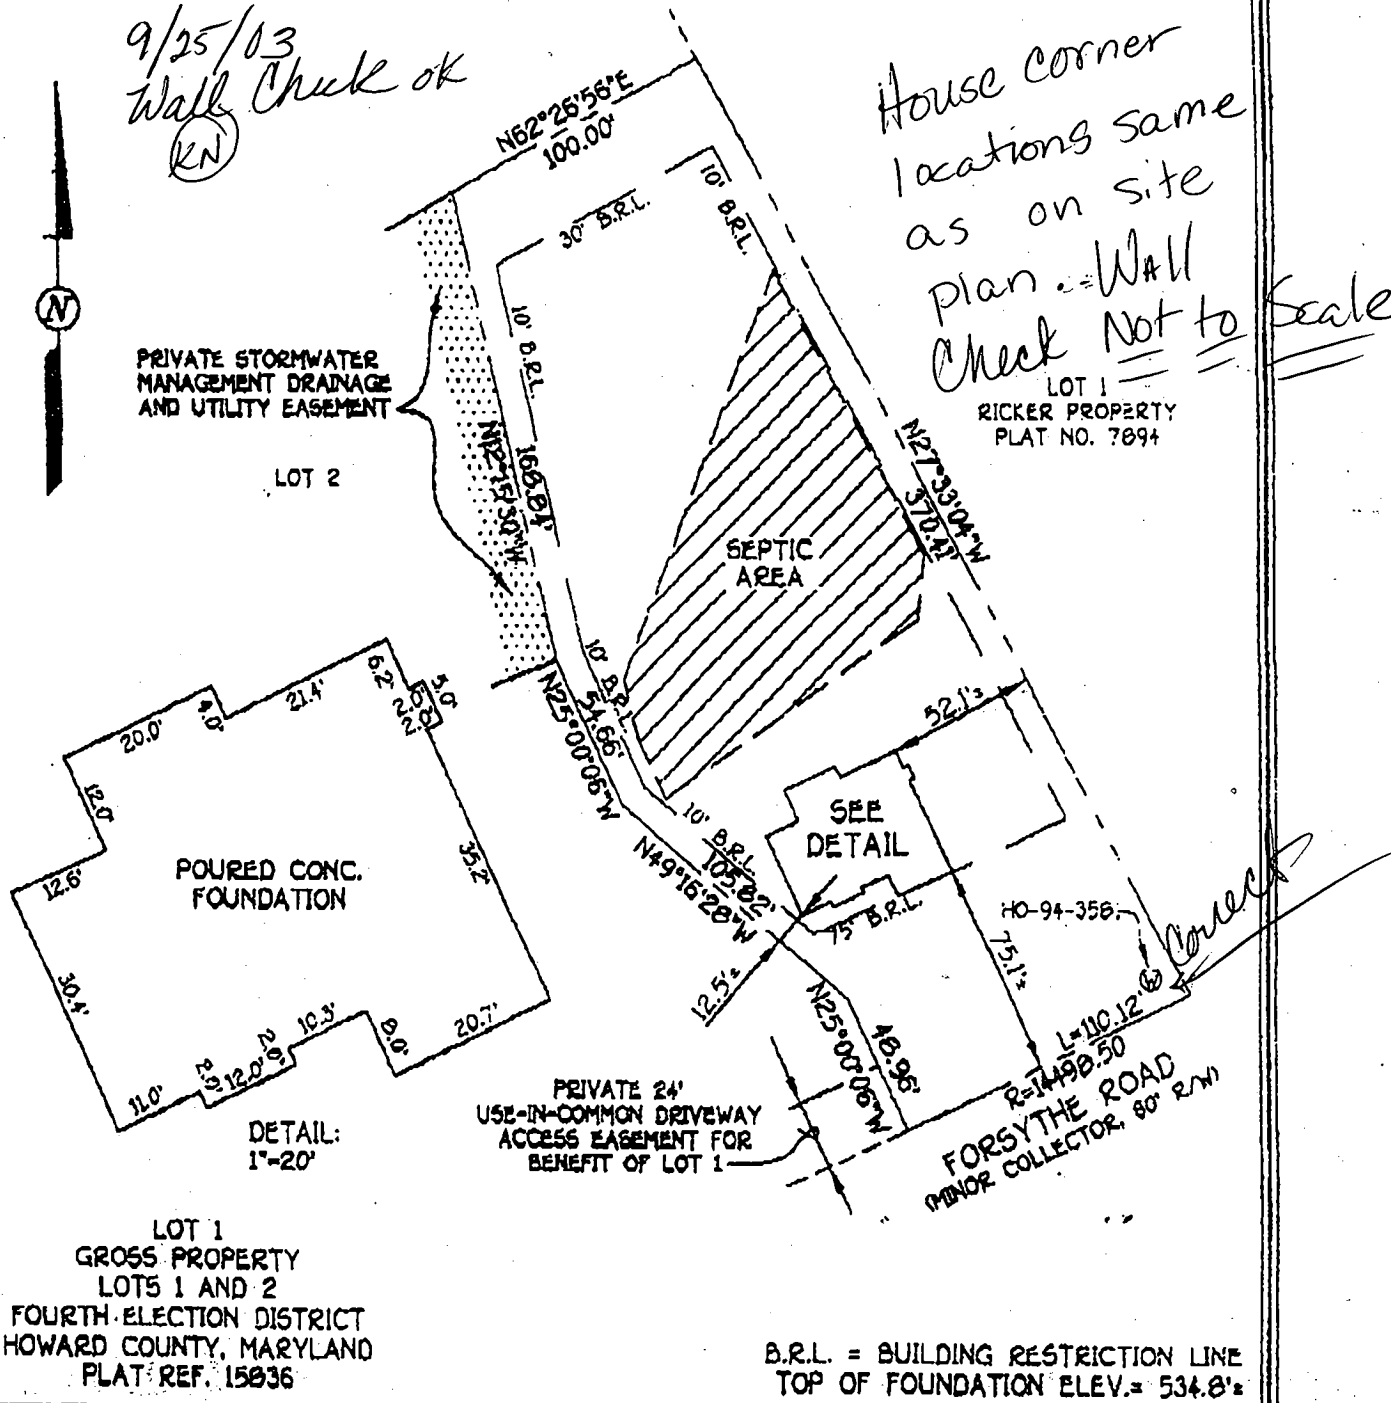 9/25/03
Wall Check ok
KN
House corner
locations same
as on site
plan. Wall
Check Not to Scale
N62°26'56"E
100.00'
10' B.R.L.
30' B.R.L.
10' B.R.L.
N
PRIVATE STORMWATER
MANAGEMENT DRAINAGE
AND UTILITY EASEMENT
LOT 2
LOT 1
RICKER PROPERTY
PLAT NO. 7894
N12°15'30"W
168.84'
N27°33'04"W
370.41'
SEPTIC
AREA
10' B.R.L.
54.66'
N25°00'06"W
52.1'±
SEE
DETAIL
10' B.R.L.
105.82'
N49°16'28"W
75' B.R.L.
HO-94-358
Correct
W
12.5'±
75.1'±
N25°00'06"W
48.96'
L=110.12'
R=14498.50
FORSYTHE ROAD
(MINOR COLLECTOR, 80' R/W)
PRIVATE 24'
USE-IN-COMMON DRIVEWAY
ACCESS EASEMENT FOR
BENEFIT OF LOT 1
20.0'
4.0'
21.4'
6.2'
5.0'
12.0'
12.6'
35.2'
POURED CONC.
FOUNDATION
30.4'
11.0'
2.0'
12.0'
2.0'
10.3'
8.0'
20.7'
DETAIL:
1"=20'
LOT 1
GROSS PROPERTY
LOTS 1 AND 2
FOURTH ELECTION DISTRICT
HOWARD COUNTY, MARYLAND
PLAT REF. 15836
B.R.L. = BUILDING RESTRICTION LINE
TOP OF FOUNDATION ELEV.= 534.8'±